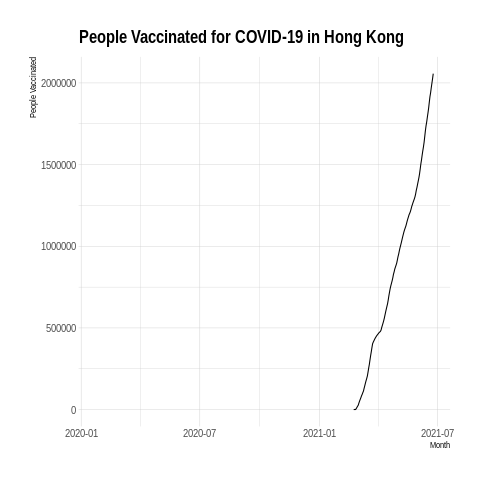 People Vaccinated for COVID-19 in Hong Kong
People Vaccinated
2000000
1500000
1000000
500000
0
2020-01 2020-07 2021-01 2021-07
Month